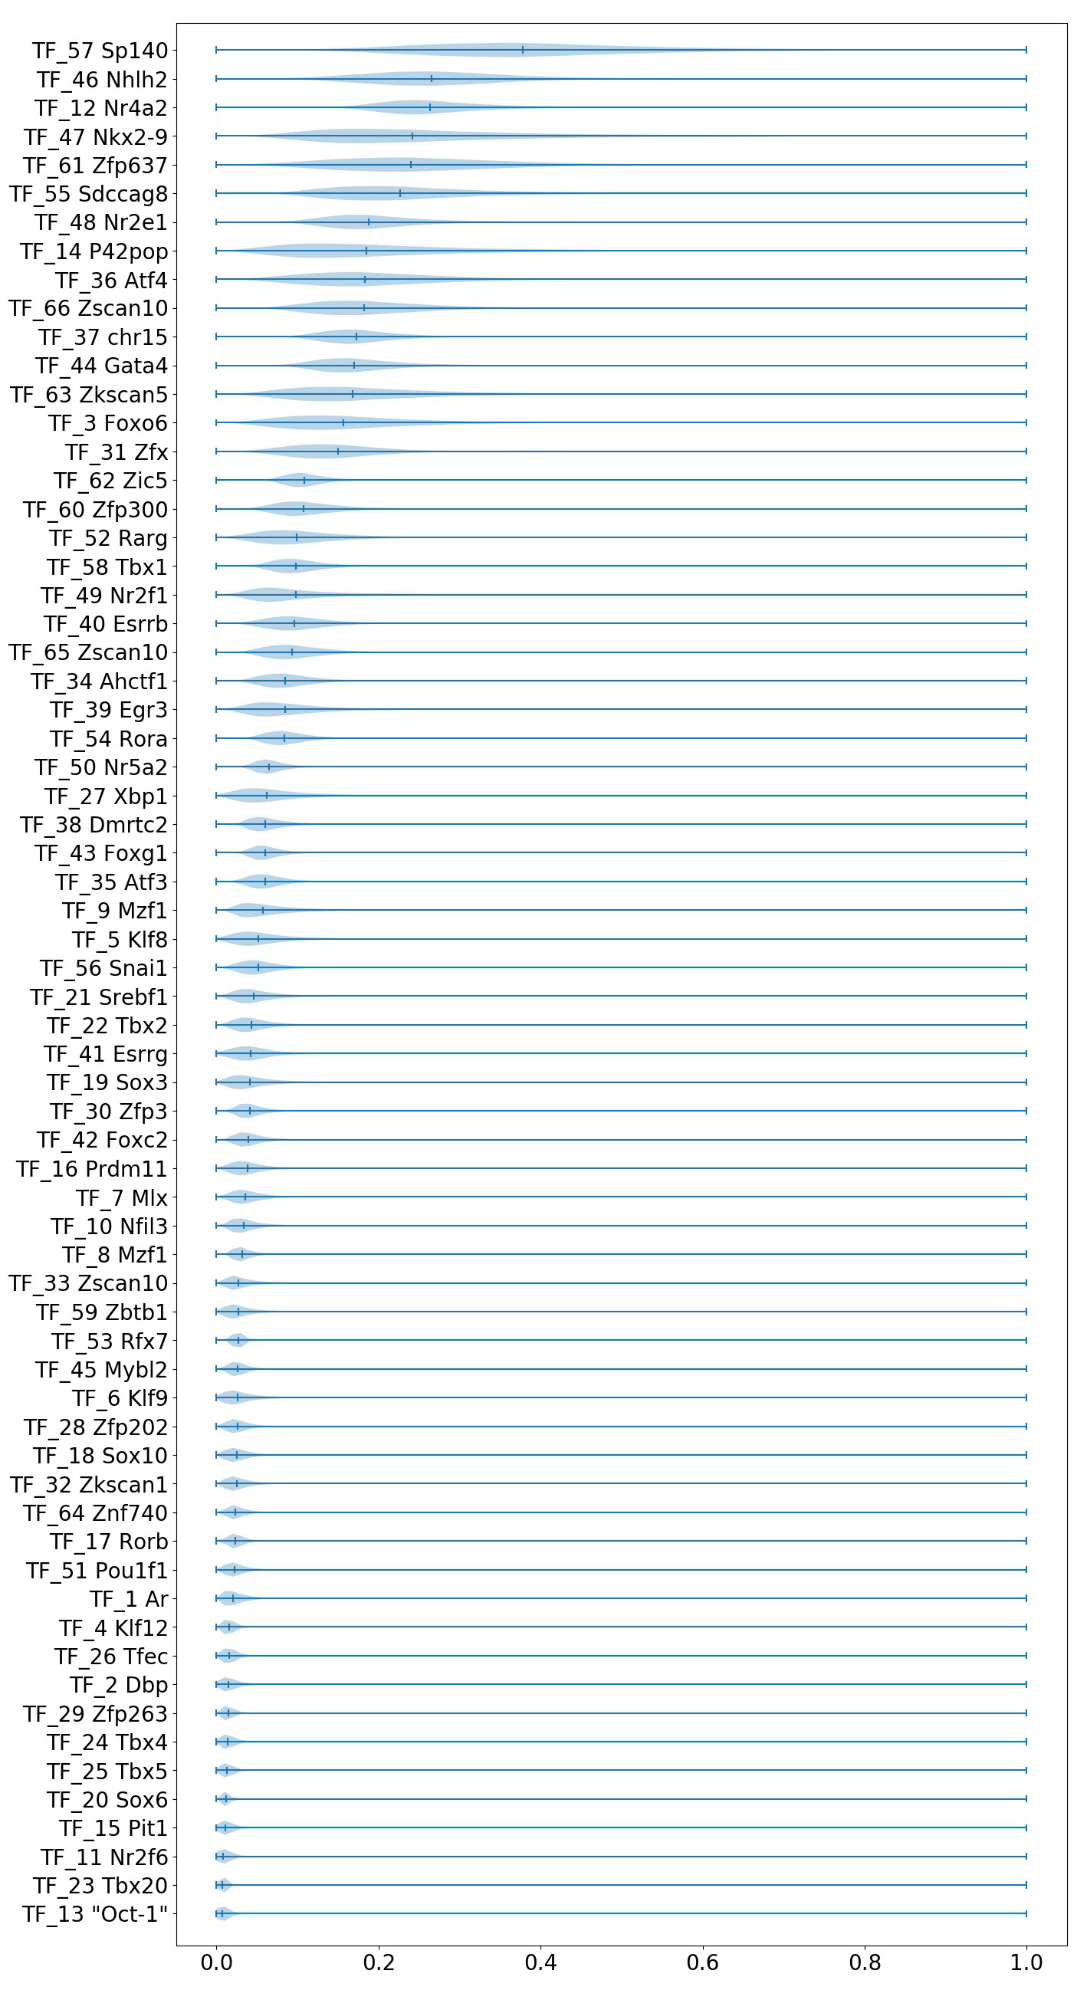 TF_57 Sp140
TF_46 Nhlh2
TF_12 Nr4a2
TF_47 Nkx2-9
TF_61 Zfp637
TF_55 Sdccag8
TF_48 Nr2e1
TF_14 P42pop
TF_36 Atf4
TF_66 Zscan10
TF_37 chr15
TF_44 Gata4
TF_63 Zkscan5
TF_3 Foxo6
TF_31 Zfx
TF_62 Zic5
TF_60 Zfp300
TF_52 Rarg
TF_58 Tbx1
TF_49 Nr2f1
TF_40 Esrrb
TF_65 Zscan10
TF_34 Ahctf1
TF_39 Egr3
TF_54 Rora
TF_50 Nr5a2
TF_27 Xbp1
TF_38 Dmrtc2
TF_43 Foxg1
TF_35 Atf3
TF_9 Mzf1
TF_5 Klf8
TF_56 Snai1
TF_21 Srebf1
TF_22 Tbx2
TF_41 Esrrg
TF_19 Sox3
TF_30 Zfp3
TF_42 Foxc2
TF_16 Prdm11
TF_7 Mlx
TF_10 Nfil3
TF_8 Mzf1
TF_33 Zscan10
TF_59 Zbtb1
TF_53 Rfx7
TF_45 Mybl2
TF_6 Klf9
TF_28 Zfp202
TF_18 Sox10
TF_32 Zkscan1
TF_64 Znf740
TF_17 Rorb
TF_51 Pou1f1
TF_1 Ar
TF_4 Klf12
TF_26 Tfec
TF_2 Dbp
TF_29 Zfp263
TF_24 Tbx4
TF_25 Tbx5
TF_20 Sox6
TF_15 Pit1
TF_11 Nr2f6
TF_23 Tbx20
TF_13 "Oct-1"
0.0 0.2 0.4 0.6 0.8 1.0